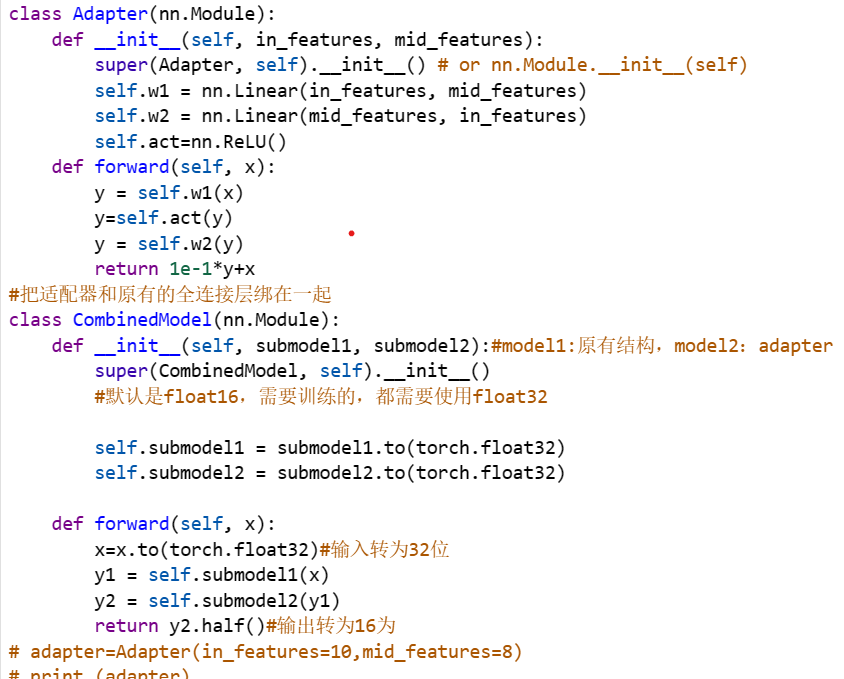 class Adapter(nn.Module):
    def __init__(self, in_features, mid_features):
        super(Adapter, self).__init__() # or nn.Module.__init__(self)
        self.w1 = nn.Linear(in_features, mid_features)
        self.w2 = nn.Linear(mid_features, in_features)
        self.act=nn.ReLU()
    def forward(self, x):
        y = self.w1(x)
        y=self.act(y)
        y = self.w2(y)
        return 1e-1*y+x
#把适配器和原有的全连接层绑在一起
class CombinedModel(nn.Module):
    def __init__(self, submodel1, submodel2):#model1:原有结构，model2：adapter
        super(CombinedModel, self).__init__()
        #默认是float16，需要训练的，都需要使用float32
        self.submodel1 = submodel1.to(torch.float32)
        self.submodel2 = submodel2.to(torch.float32)
    def forward(self, x):
        x=x.to(torch.float32)#输入转为32位
        y1 = self.submodel1(x)
        y2 = self.submodel2(y1)
        return y2.half()#输出转为16为
# adapter=Adapter(in_features=10,mid_features=8)
# print (adapter)